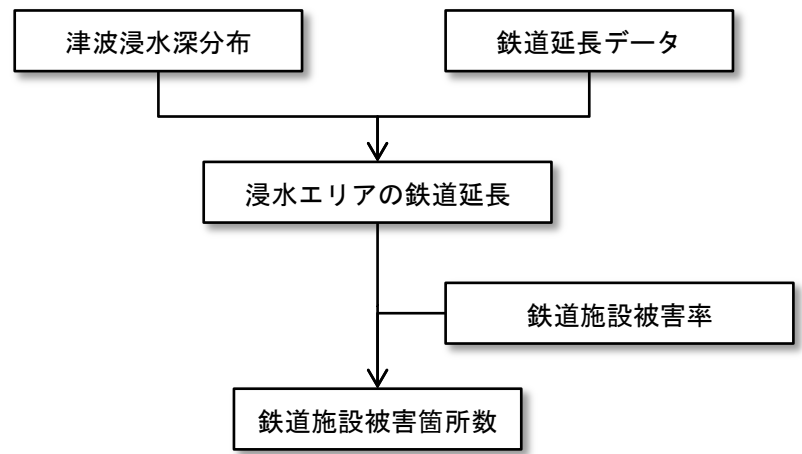 津波浸水深分布
鉄道延長データ
浸水エリアの鉄道延長
鉄道施設被害率
鉄道施設被害箇所数